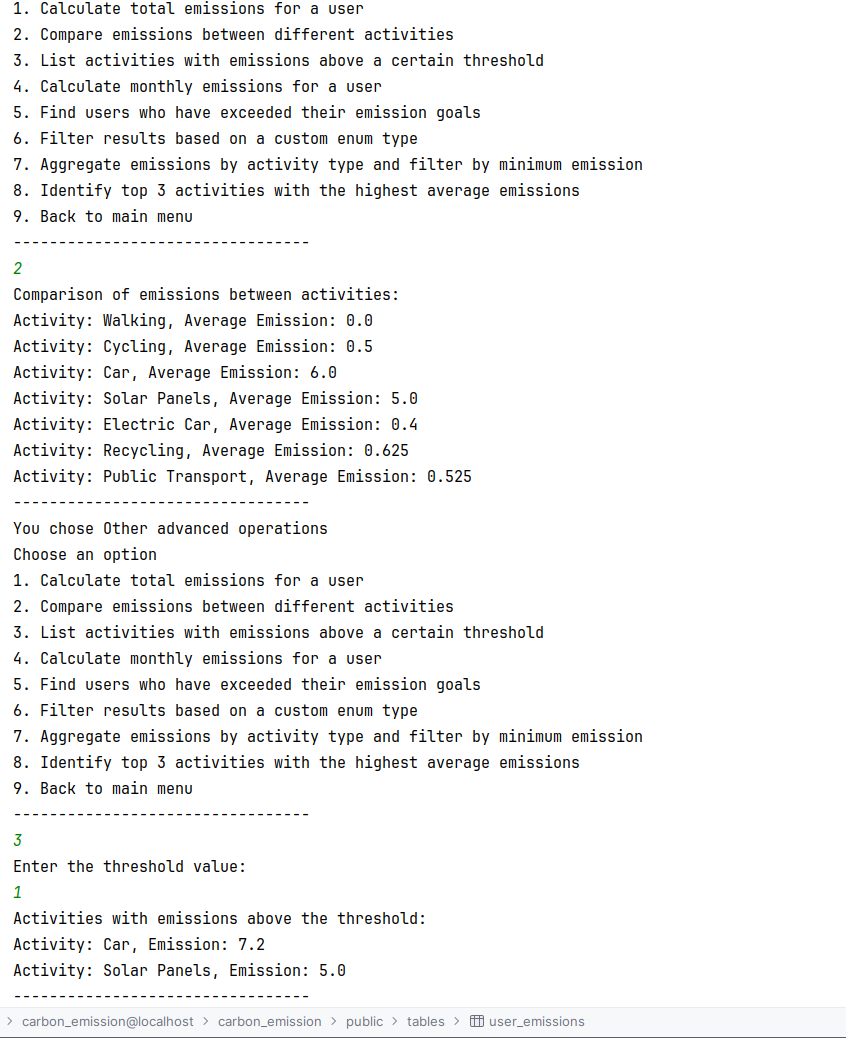 1. Calculate total emissions for a user
2. Compare emissions between different activities
3. List activities with emissions above a certain threshold
4. Calculate monthly emissions for a user
5. Find users who have exceeded their emission goals
6. Filter results based on a custom enum type
7. Aggregate emissions by activity type and filter by minimum emission
8. Identify top 3 activities with the highest average emissions
9. Back to main menu
---------------------------------
2
Comparison of emissions between activities:
Activity: Walking, Average Emission: 0.0
Activity: Cycling, Average Emission: 0.5
Activity: Car, Average Emission: 6.0
Activity: Solar Panels, Average Emission: 5.0
Activity: Electric Car, Average Emission: 0.4
Activity: Recycling, Average Emission: 0.625
Activity: Public Transport, Average Emission: 0.525
---------------------------------
You chose Other advanced operations
Choose an option
1. Calculate total emissions for a user
2. Compare emissions between different activities
3. List activities with emissions above a certain threshold
4. Calculate monthly emissions for a user
5. Find users who have exceeded their emission goals
6. Filter results based on a custom enum type
7. Aggregate emissions by activity type and filter by minimum emission
8. Identify top 3 activities with the highest average emissions
9. Back to main menu
---------------------------------
3
Enter the threshold value:
1
Activities with emissions above the threshold:
Activity: Car, Emission: 7.2
Activity: Solar Panels, Emission: 5.0
---------------------------------
> carbon_emission@localhost > carbon_emission > public > tables > user_emissions